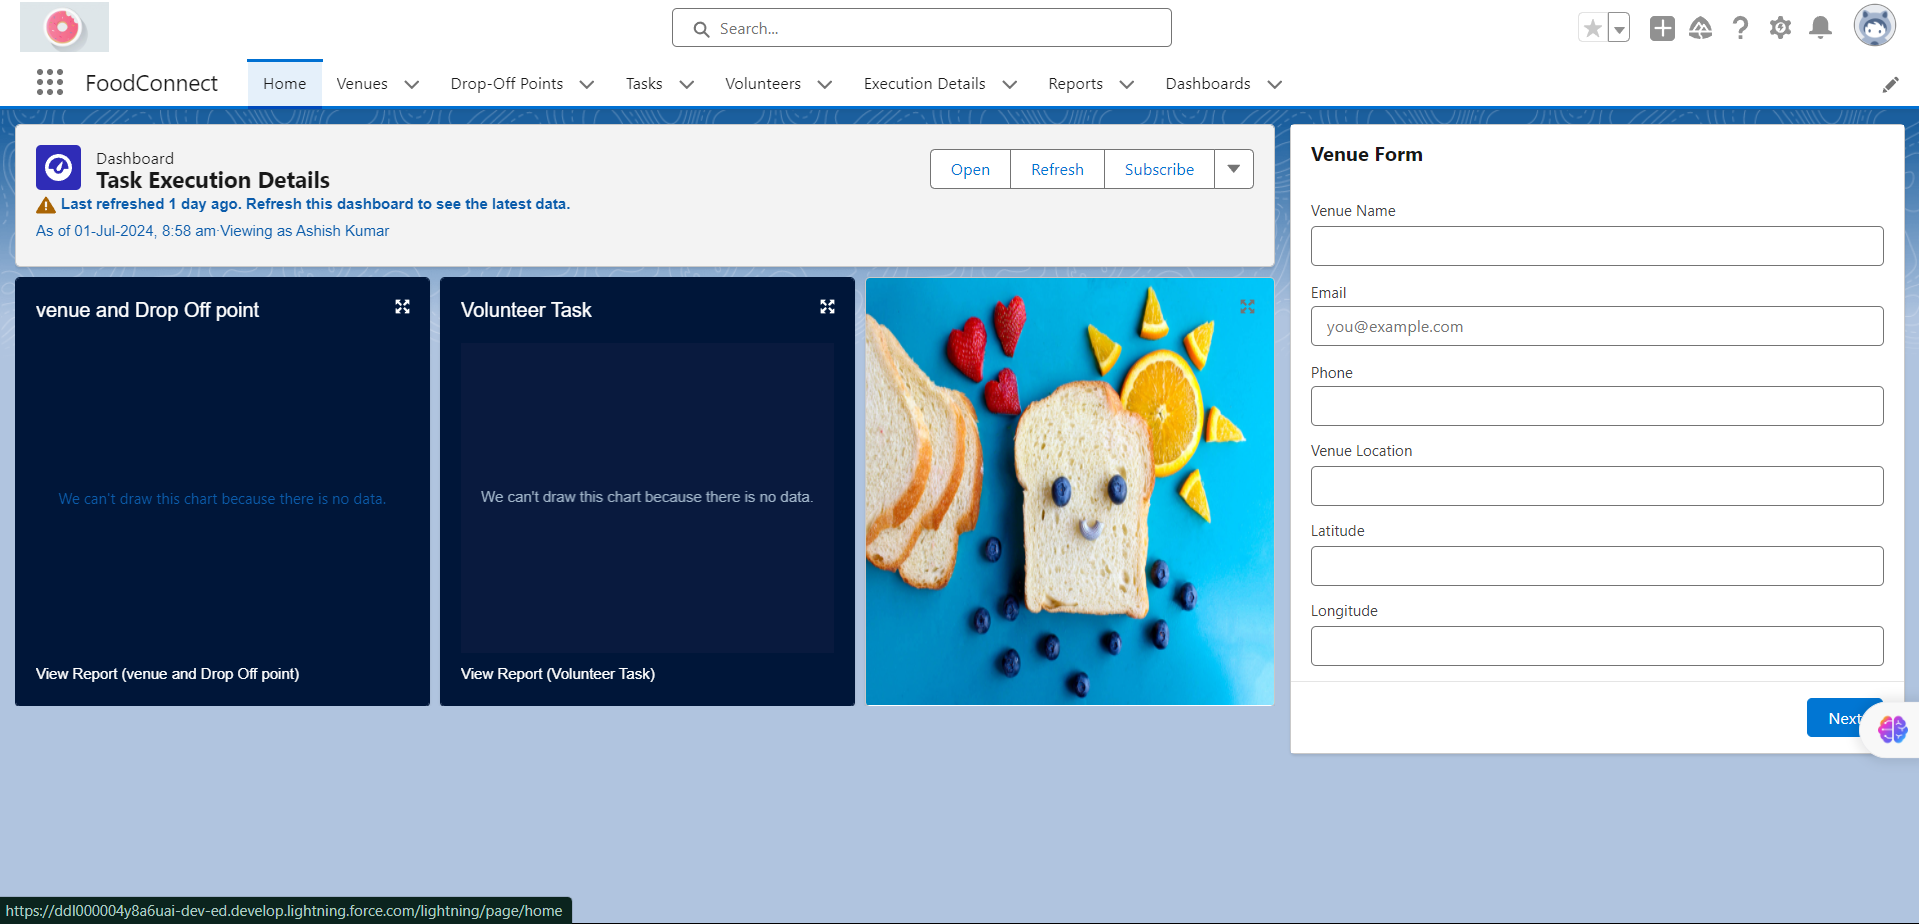 Search...
FoodConnect
Home
Venues
Drop-Off Points
Tasks
Volunteers
Execution Details
Reports
Dashboards
Dashboard
Task Execution Details
Last refreshed 1 day ago. Refresh this dashboard to see the latest data.
As of 01-Jul-2024, 8:58 am·Viewing as Ashish Kumar
Open
Refresh
Subscribe
venue and Drop Off point
We can't draw this chart because there is no data.
View Report (venue and Drop Off point)
Volunteer Task
We can't draw this chart because there is no data.
View Report (Volunteer Task)
Venue Form
Venue Name
Email
you@example.com
Phone
Venue Location
Latitude
Longitude
Next
https://ddl000004y8a6uai-dev-ed.develop.lightning.force.com/lightning/page/home